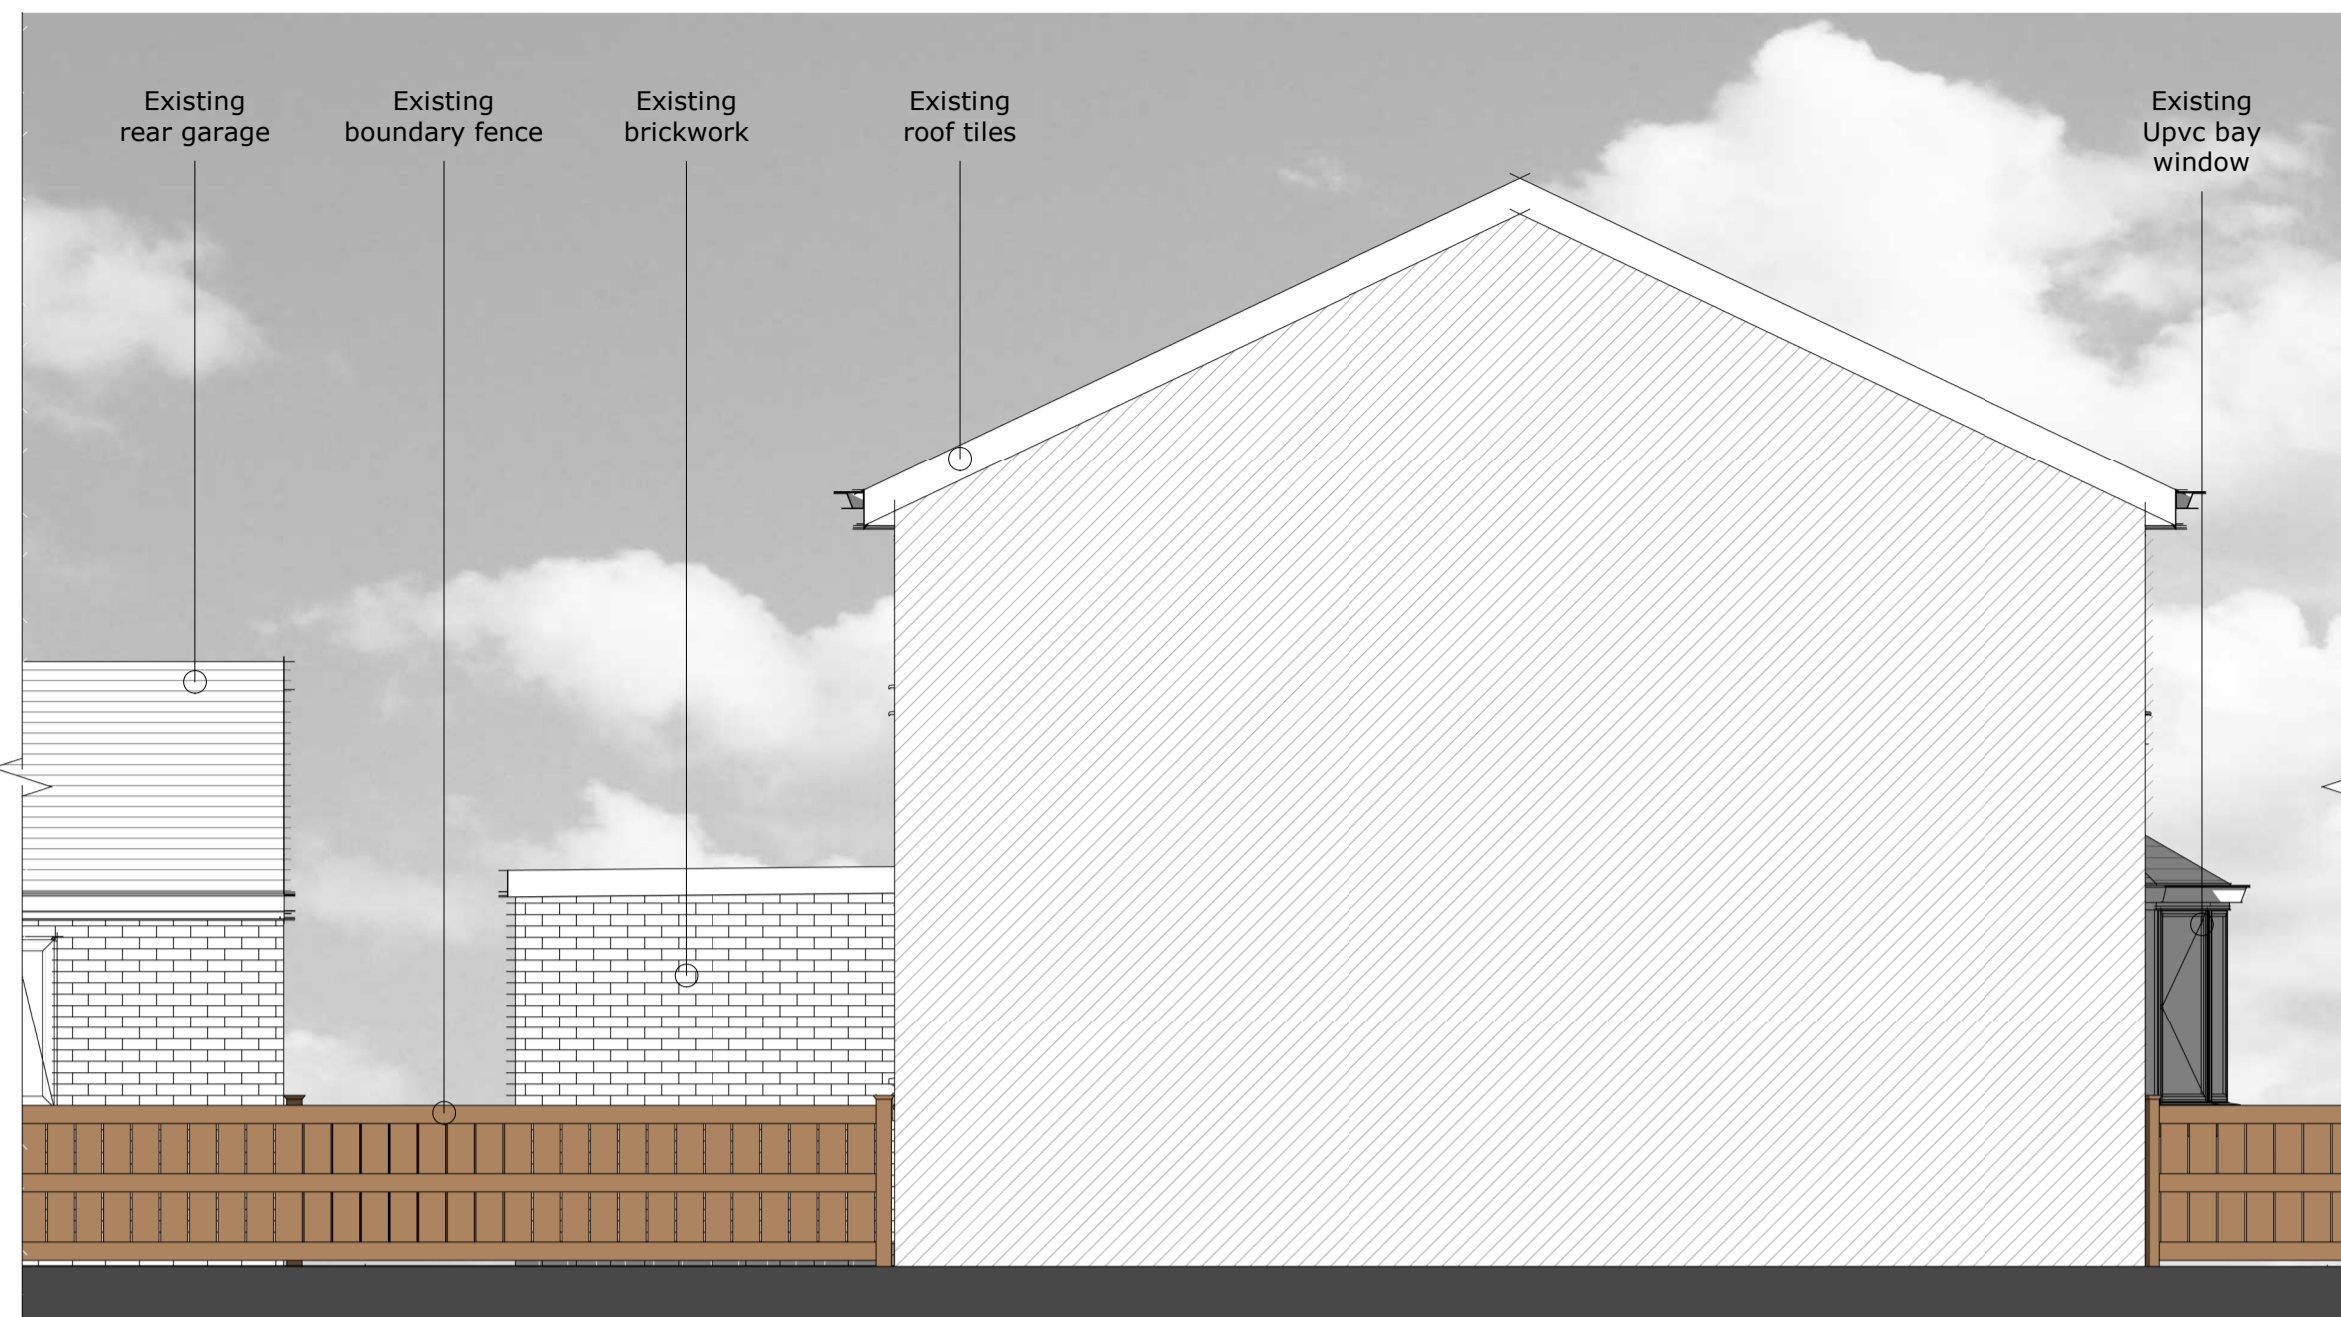 Existing
rear garage
Existing
boundary fence
Existing
brickwork
Existing
roof tiles
Existing
Upvc bay
window